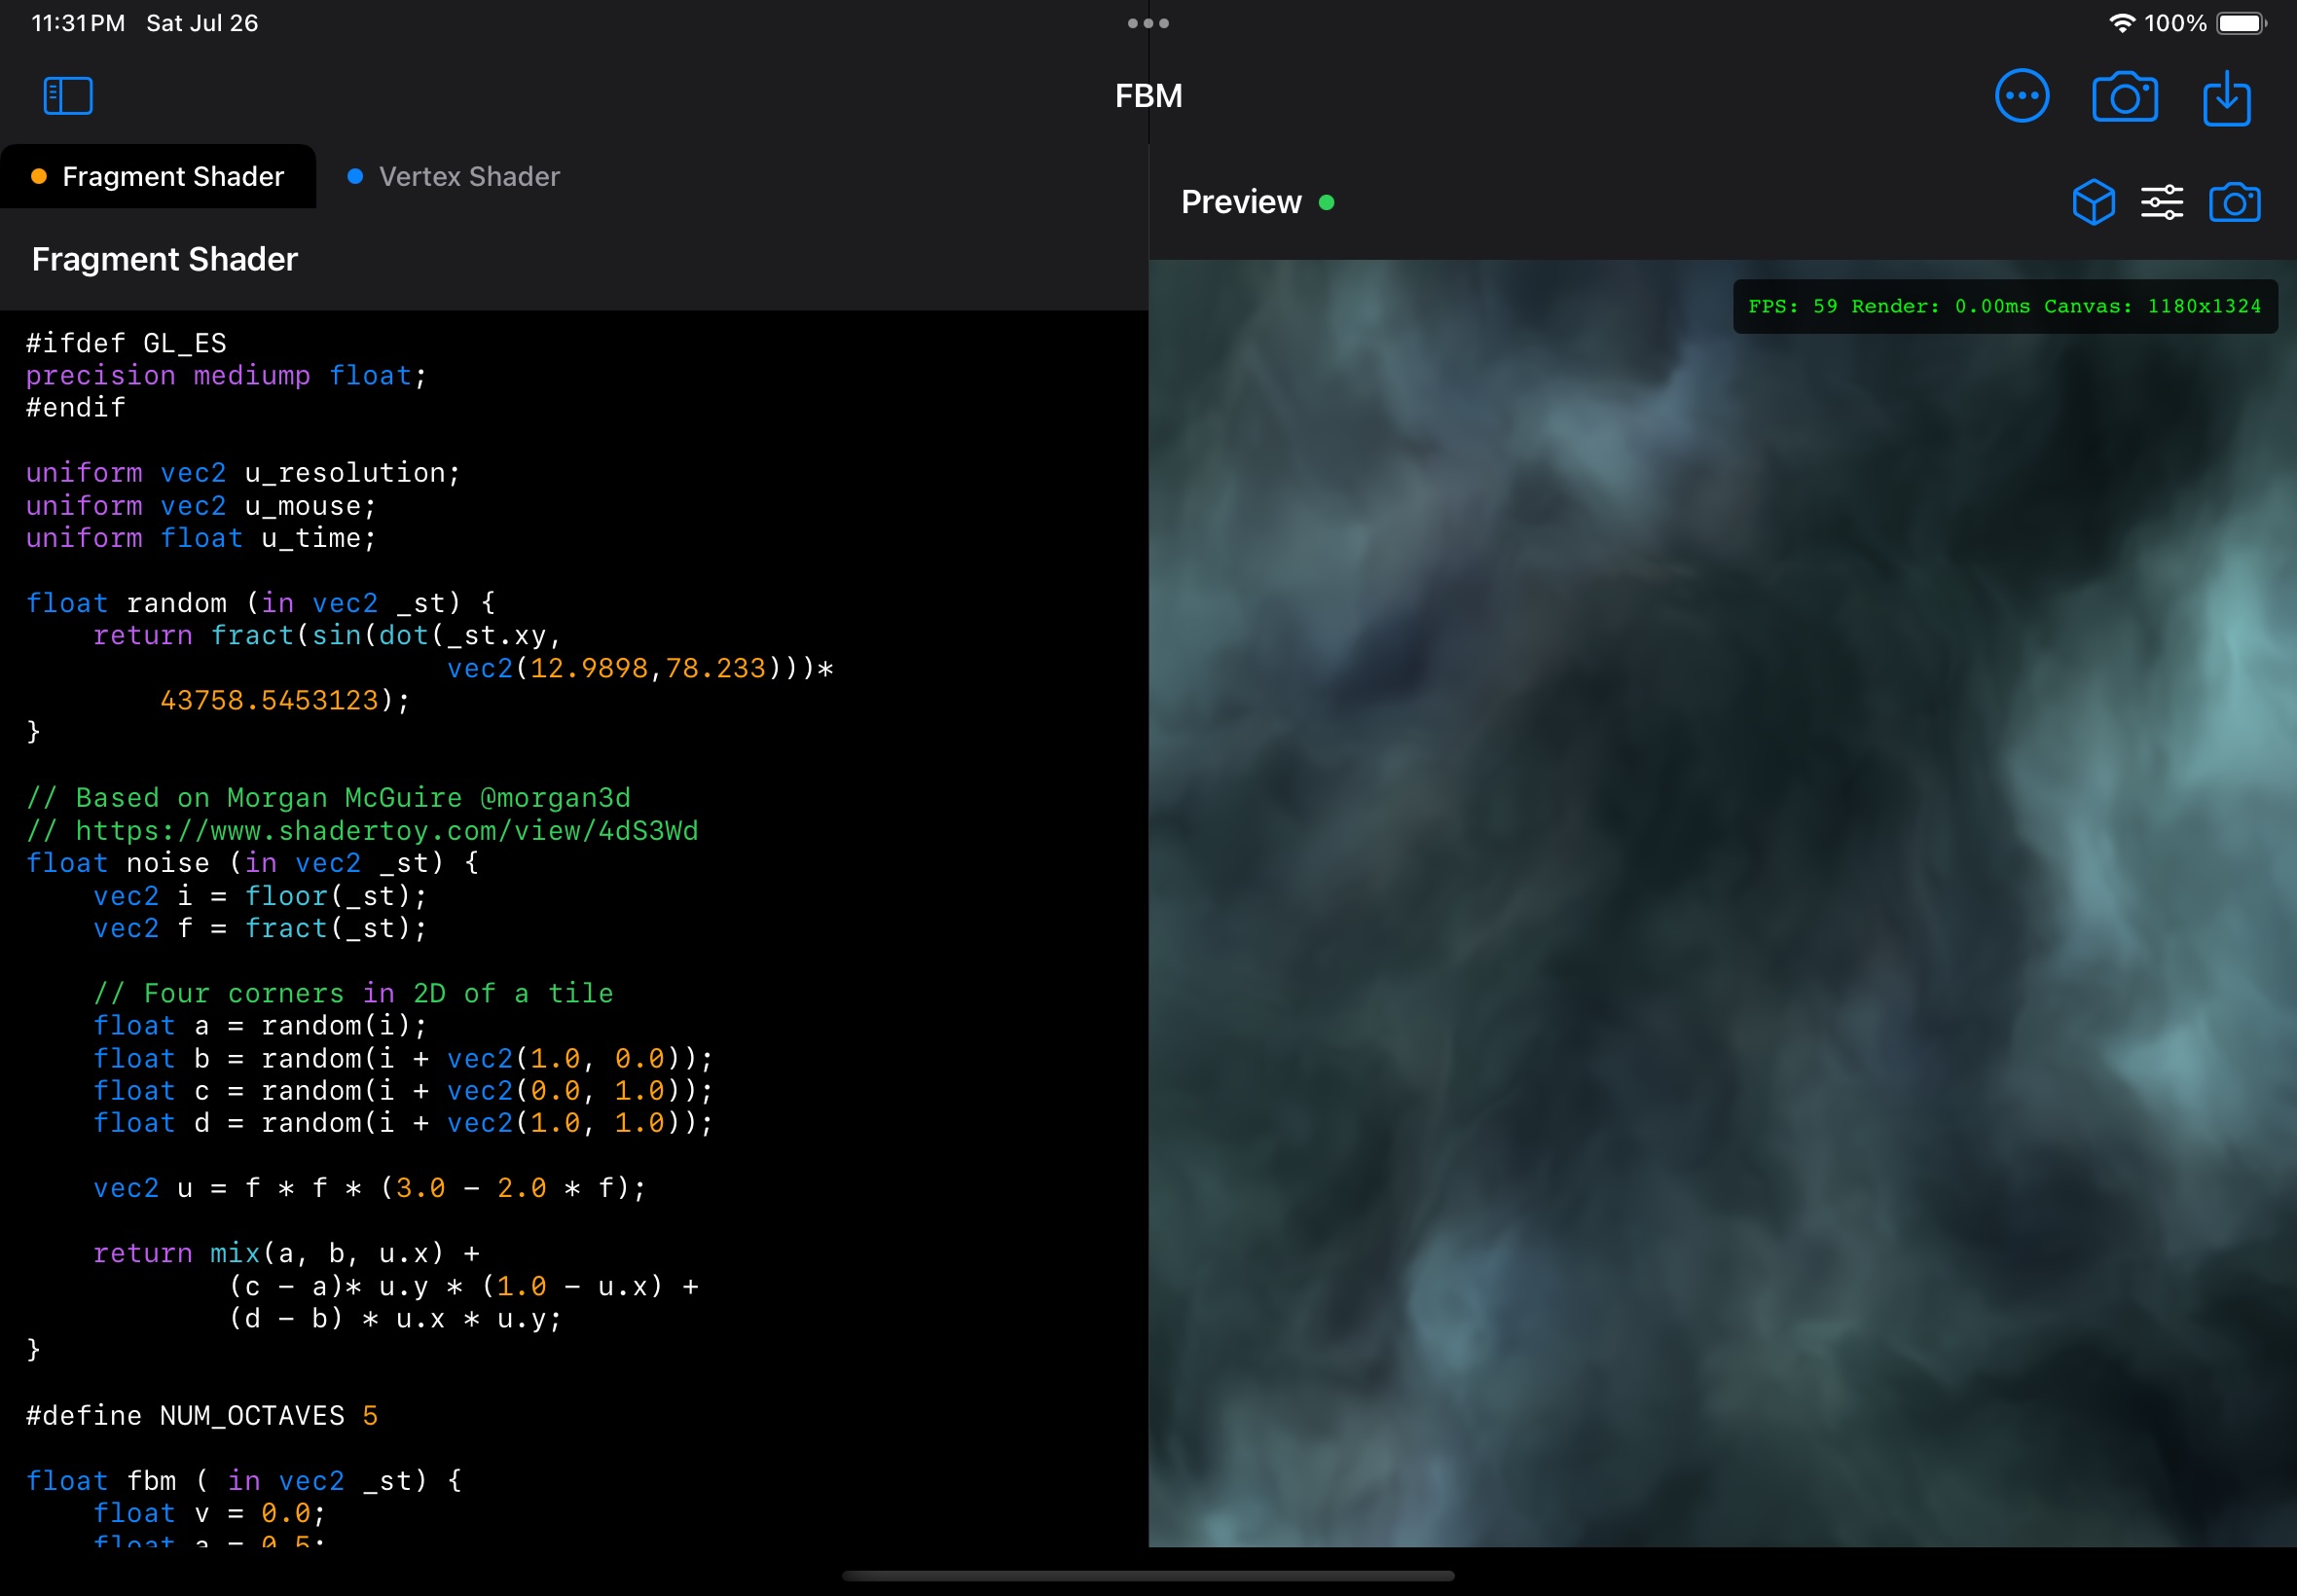 11:31 PM Sat Jul 26
100%
FBM
Fragment Shader
Vertex Shader
Preview
Fragment Shader
FPS: 59 Render: 0.00ms Canvas: 1180x1324
#ifdef GL_ES
precision mediump float;
#endif
uniform vec2 u_resolution;
uniform vec2 u_mouse;
uniform float u_time;
float random (in vec2 _st) {
    return fract(sin(dot(_st.xy,
                         vec2(12.9898,78.233)))*
        43758.5453123);
}
// Based on Morgan McGuire @morgan3d
// https://www.shadertoy.com/view/4dS3Wd
float noise (in vec2 _st) {
    vec2 i = floor(_st);
    vec2 f = fract(_st);
    // Four corners in 2D of a tile
    float a = random(i);
    float b = random(i + vec2(1.0, 0.0));
    float c = random(i + vec2(0.0, 1.0));
    float d = random(i + vec2(1.0, 1.0));
    vec2 u = f * f * (3.0 - 2.0 * f);
    return mix(a, b, u.x) +
            (c - a)* u.y * (1.0 - u.x) +
            (d - b) * u.x * u.y;
}
#define NUM_OCTAVES 5
float fbm ( in vec2 _st) {
    float v = 0.0;
    float a = 0.5;